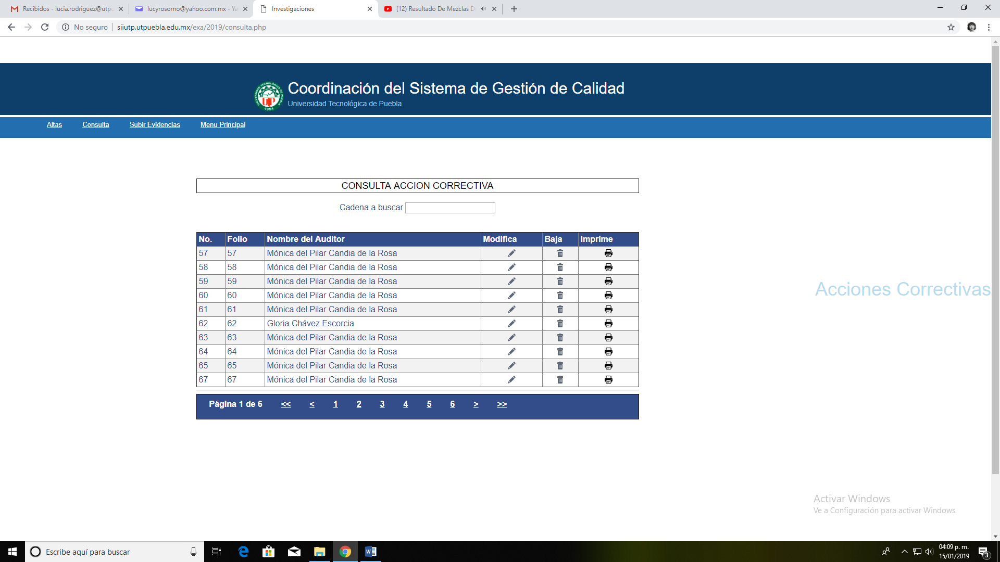 Recibidos - lucia.rodriguez@utpu
lucyrosorno@yahoo.com.mx - Ya
Investigaciones
(12) Resultado De Mezclas D
No seguro
siiutp.utpuebla.edu.mx/exa/2019/consulta.php
Coordinación del Sistema de Gestión de Calidad
Universidad Tecnológica de Puebla
Altas Consulta Subir Evidencias Menu Principal
CONSULTA ACCION CORRECTIVA
Cadena a buscar
No. Folio Nombre del Auditor Modifica Baja Imprime
57 57 Mónica del Pilar Candia de la Rosa
58 58 Mónica del Pilar Candia de la Rosa
59 59 Mónica del Pilar Candia de la Rosa
60 60 Mónica del Pilar Candia de la Rosa
61 61 Mónica del Pilar Candia de la Rosa
62 62 Gloria Chávez Escorcia
63 63 Mónica del Pilar Candia de la Rosa
64 64 Mónica del Pilar Candia de la Rosa
65 65 Mónica del Pilar Candia de la Rosa
67 67 Mónica del Pilar Candia de la Rosa
Página 1 de 6 << < 1 2 3 4 5 6 > >>
Acciones Correctivas
Activar Windows
Ve a Configuración para activar Windows.
Escribe aquí para buscar
04:09 p. m.
15/01/2019
3